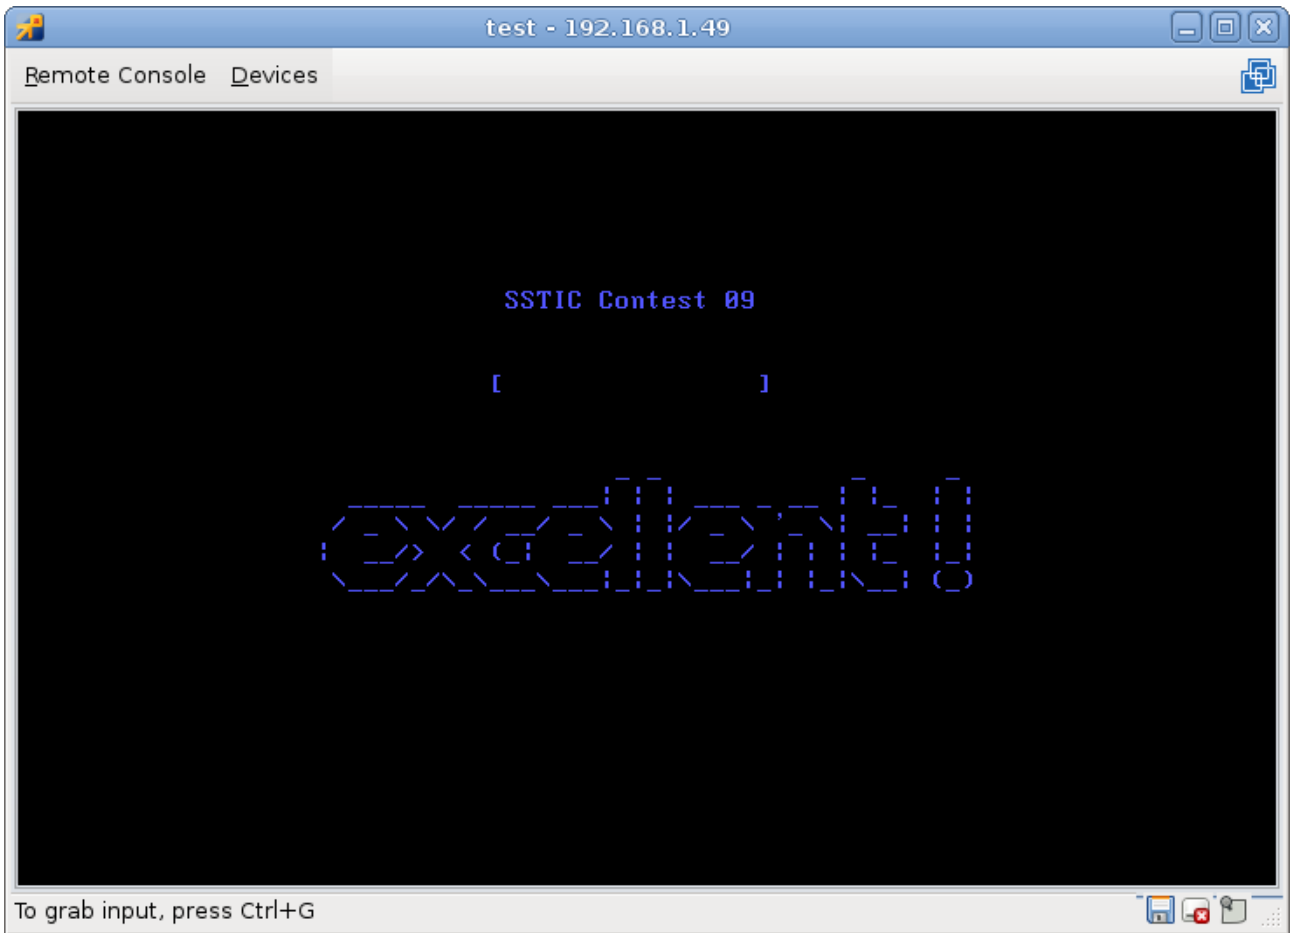 test - 192.168.1.49
Remote Console Devices
SSTIC Contest 09
[ ]
excellent!
To grab input, press Ctrl+G